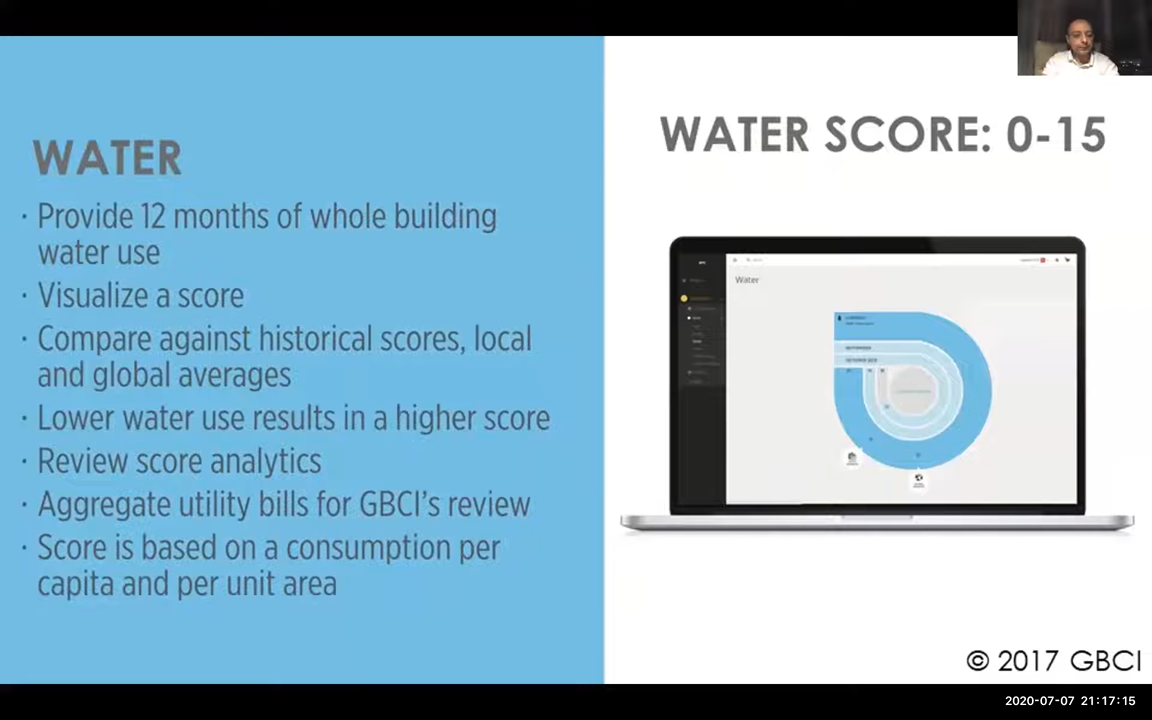 WATER
· Provide 12 months of whole building
water use
· Visualize a score
· Compare against historical scores, local
and global averages
· Lower water use results in a higher score
· Review score analytics
· Aggregate utility bills for GBCI’s review
· Score is based on a consumption per
capita and per unit area
WATER SCORE: 0-15
Water
© 2017 GBCI
2020-07-07 21:17:15